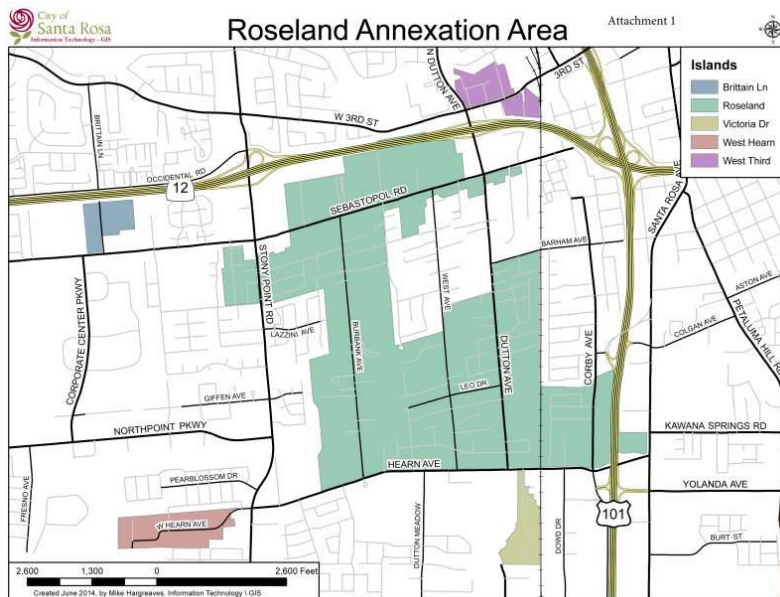 City of
Santa Rosa
Information Technology - GIS
Roseland Annexation Area
Attachment 1
Islands
Brittain Ln
Roseland
Victoria Dr
West Hearn
West Third
N DUTTON AVE
3RD ST
W 3RD ST
BRITTAIN LN
OCCIDENTAL RD
12
SEBASTOPOL RD
SANTA ROSA AVE
STONY POINT RD
BARHAM AVE
WEST AVE
ASTON AVE
CORPORATE CENTER PKWY
LAZZINI AVE
BURBANK AVE
DUTTON AVE
CORBY AVE
COLGAN AVE
PETALUMA HILL RD
LEO DR
GIFFEN AVE
NORTHPOINT PKWY
KAWANA SPRINGS RD
HEARN AVE
PEARBLOSSOM DR
YOLANDA AVE
FRESNO AVE
W HEARN AVE
DUTTON MEADOW
DOWD DR
101
BURT ST
2,600 1,300 0 2,600 Feet
Created June 2014, by Mike Hargreaves, Information Technology \ GIS